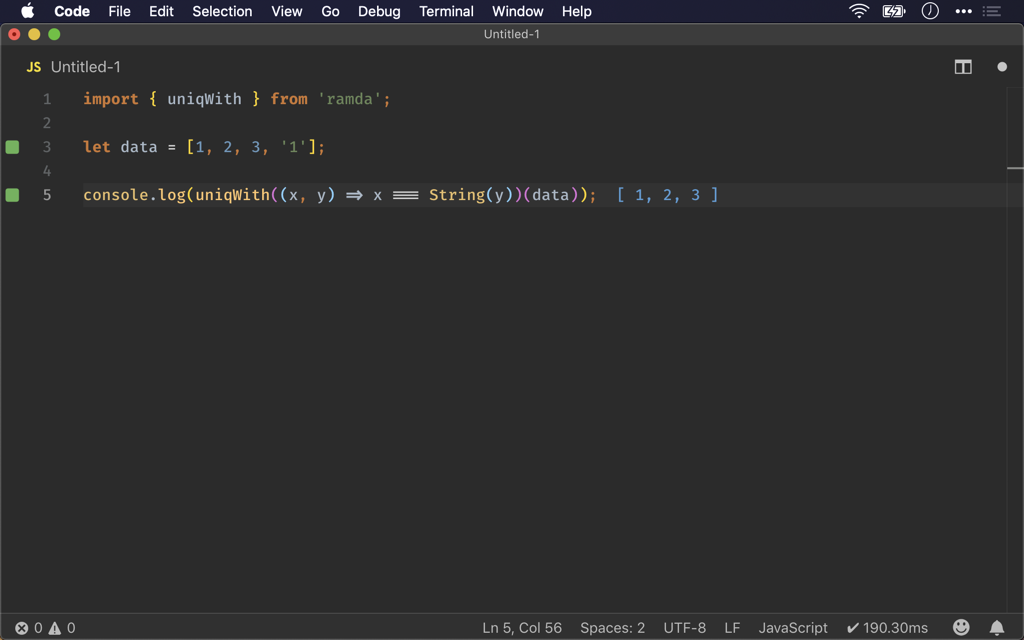 Code File Edit Selection View Go Debug Terminal Window Help
Untitled-1
JS Untitled-1
1 import { uniqWith } from 'ramda';
2
3 let data = [1, 2, 3, '1'];
4
5 console.log(uniqWith((x, y) => x === String(y))(data)); [ 1, 2, 3 ]
0 0 Ln 5, Col 56 Spaces: 2 UTF-8 LF JavaScript ✔ 190.30ms